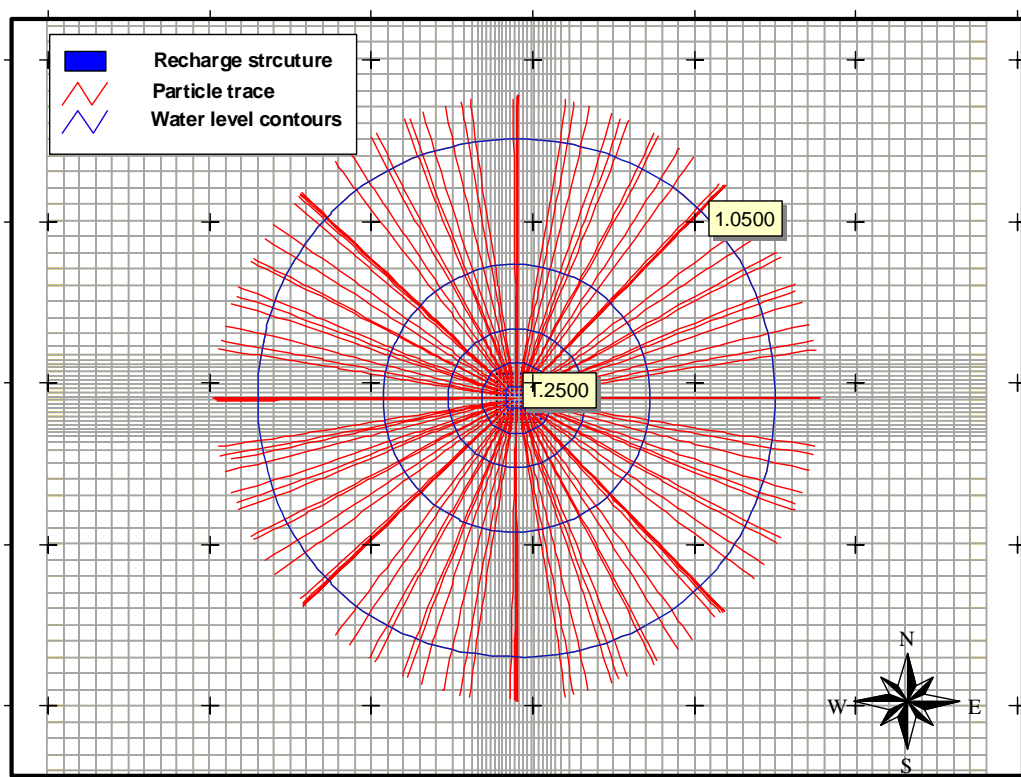 Recharge strcuture
Particle trace
Water level contours
1.0500
1.2500
N
W
E
S